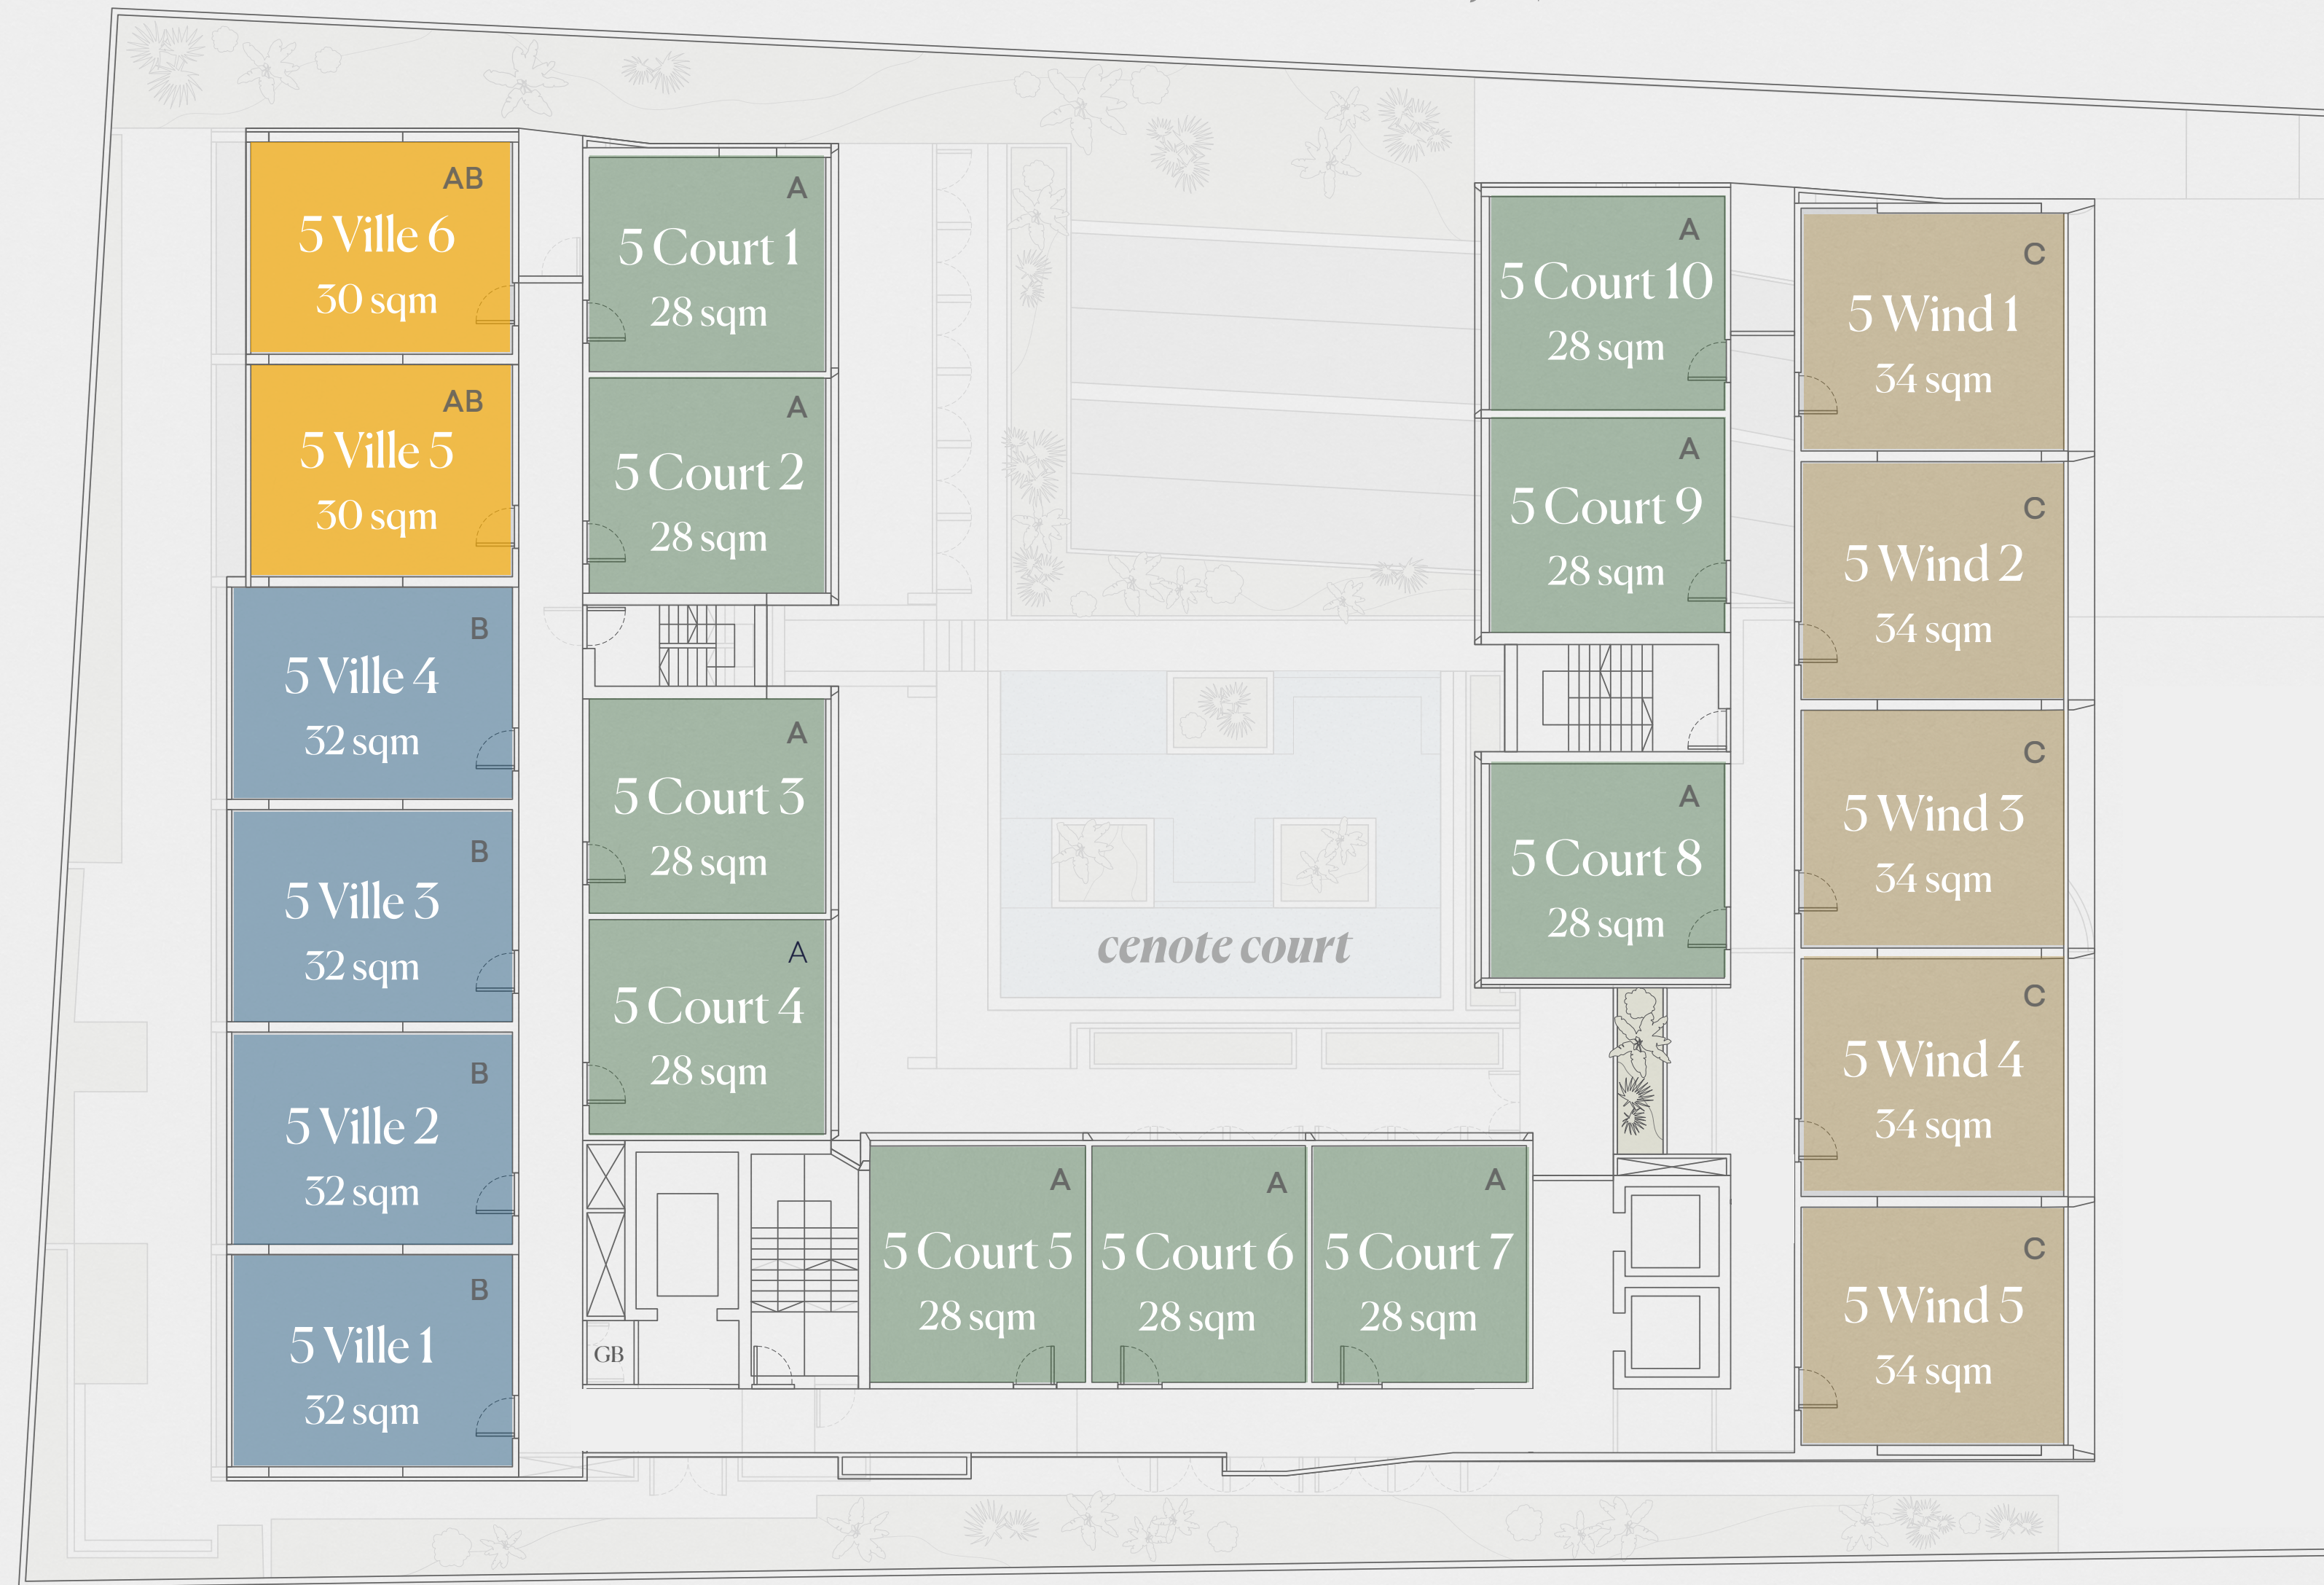 AB
5 Ville 6
30 sqm
AB
5 Ville 5
30 sqm
B
5 Ville 4
32 sqm
B
5 Ville 3
32 sqm
B
5 Ville 2
32 sqm
B
5 Ville 1
32 sqm
A
5 Court 1
28 sqm
A
5 Court 2
28 sqm
A
5 Court 3
28 sqm
A
5 Court 4
28 sqm
GB
A
5 Court 5
28 sqm
A
5 Court 6
28 sqm
A
5 Court 7
28 sqm
cenote court
A
5 Court 10
28 sqm
A
5 Court 9
28 sqm
A
5 Court 8
28 sqm
C
5 Wind 1
34 sqm
C
5 Wind 2
34 sqm
C
5 Wind 3
34 sqm
C
5 Wind 4
34 sqm
C
5 Wind 5
34 sqm